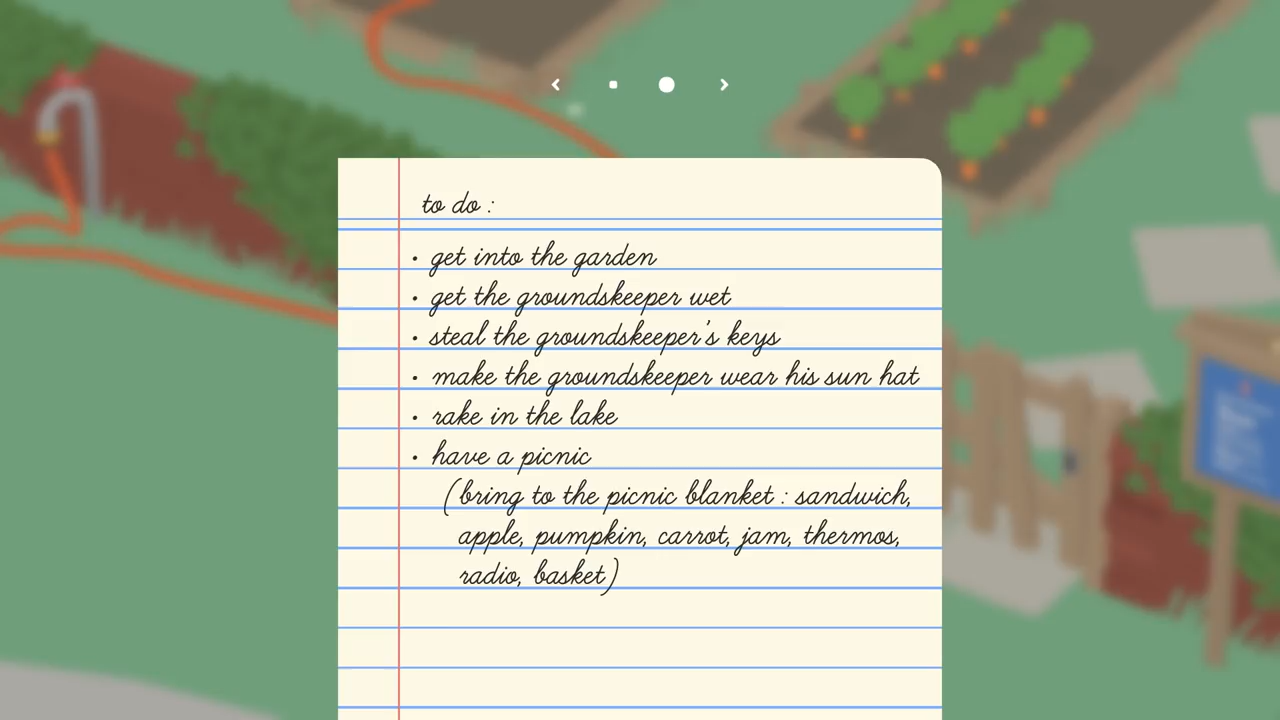 to do :
• get into the garden
• get the groundskeeper wet
• steal the groundskeeper's keys
• make the groundskeeper wear his sun hat
• rake in the lake
• have a picnic
(bring to the picnic blanket : sandwich,
apple, pumpkin, carrot, jam, thermos,
radio, basket)